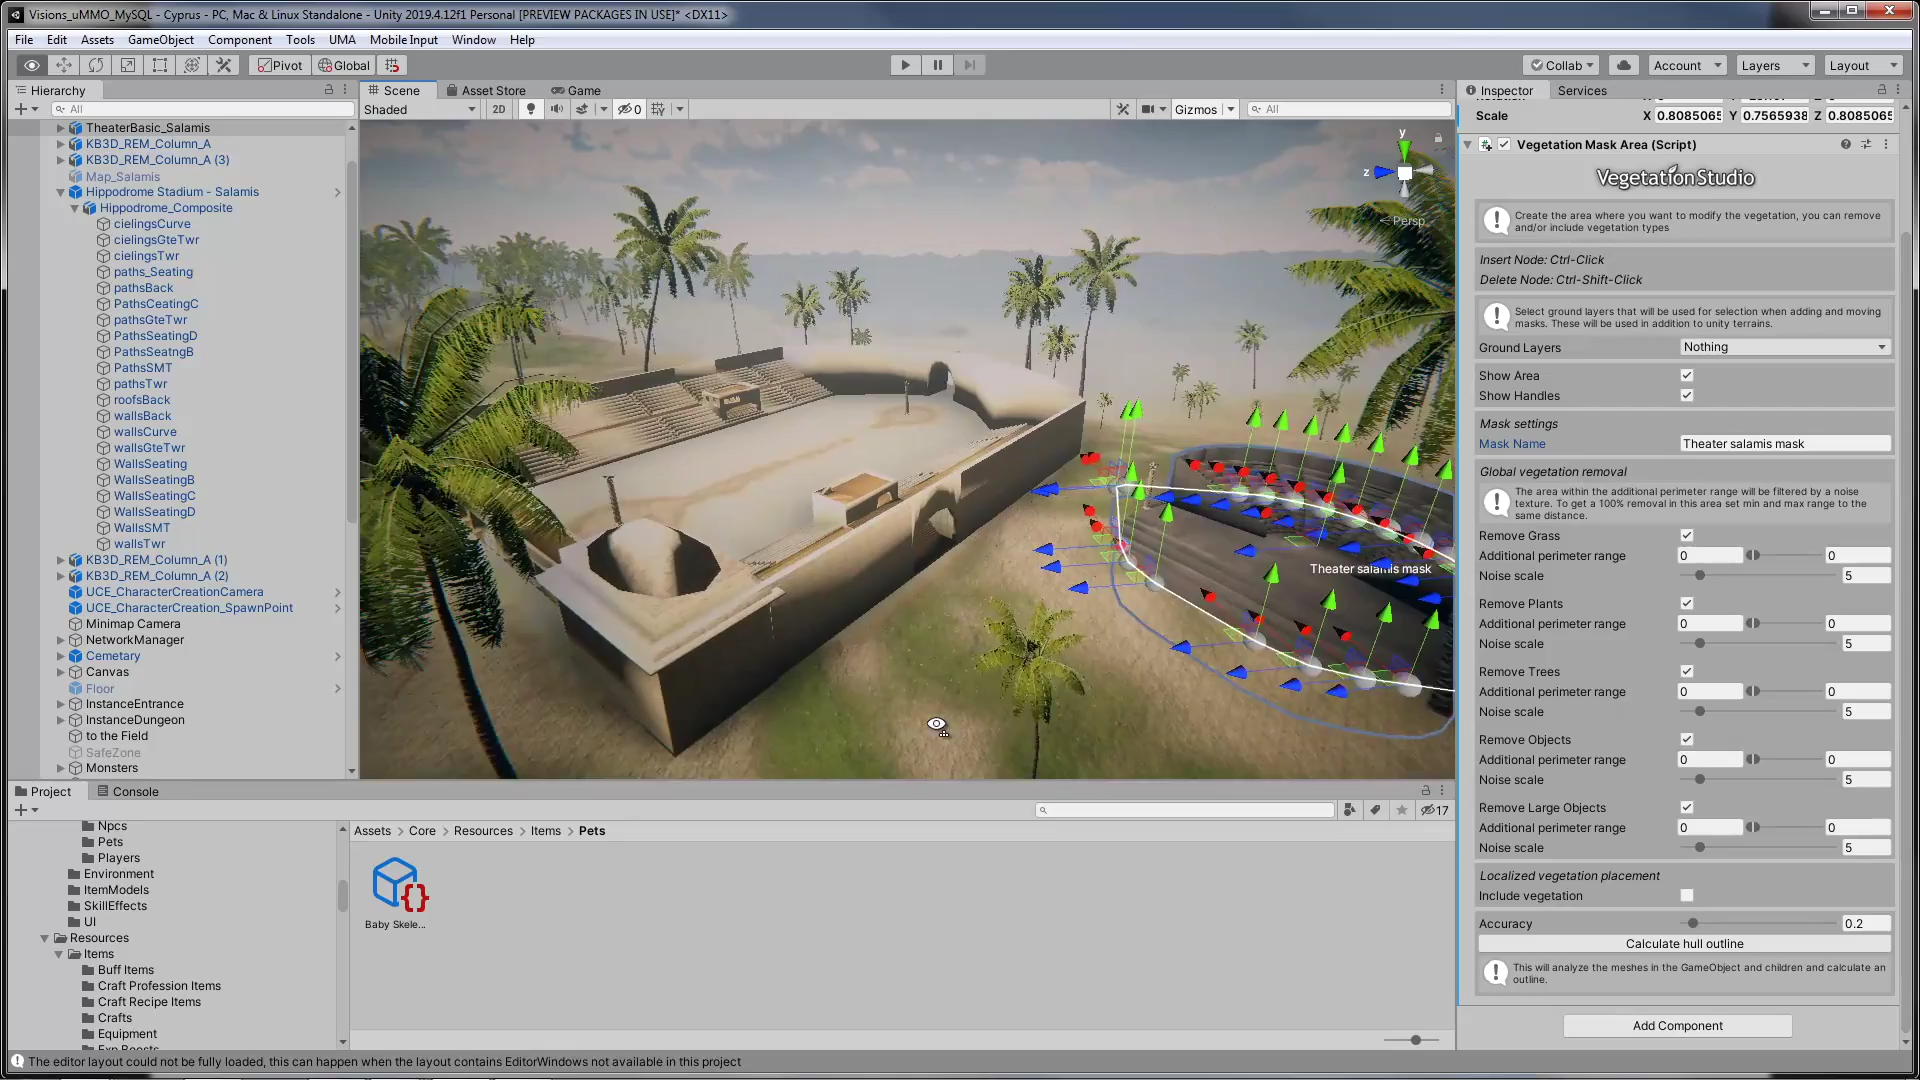 Visions_uMMO_MySQL - Cyprus - PC, Mac & Linux Standalone - Unity 2019.4.12f1 Personal [PREVIEW PACKAGES IN USE]* <DX11>
File Edit Assets GameObject Component Tools UMA Mobile Input Window Help
Pivot Global Collab Account Layers Layout
Hierarchy
All
TheaterBasic_Salamis
KB3D_REM_Column_A
KB3D_REM_Column_A (3)
Map_Salamis
Hippodrome Stadium - Salamis
Hippodrome_Composite
cielingsCurve
cielingsGteTwr
cielingsTwr
paths_Seating
pathsBack
PathsCeatingC
pathsGteTwr
PathsSeatingD
PathsSeatngB
PathsSMT
pathsTwr
roofsBack
wallsBack
wallsCurve
wallsGteTwr
WallsSeating
WallsSeatingB
WallsSeatingC
WallsSeatingD
WallsSMT
wallsTwr
KB3D_REM_Column_A (1)
KB3D_REM_Column_A (2)
UCE_CharacterCreationCamera
UCE_CharacterCreation_SpawnPoint
Minimap Camera
NetworkManager
Cemetary
Canvas
Floor
InstanceEntrance
InstanceDungeon
to the Field
SafeZone
Monsters
Scene Asset Store Game
Shaded 2D 0 Gizmos All
y
z
Persp
Theater salamis mask
Inspector Services
Scale X 0.8085065 Y 0.7565938 Z 0.8085065
Vegetation Mask Area (Script)
VegetationStudio
Create the area where you want to modify the vegetation, you can remove
and/or include vegetation types
Insert Node: Ctrl-Click
Delete Node: Ctrl-Shift-Click
Select ground layers that will be used for selection when adding and moving
masks. These will be used in addition to unity terrains.
Ground Layers Nothing
Show Area
Show Handles
Mask settings
Mask Name Theater salamis mask
Global vegetation removal
The area within the additional perimeter range will be filtered by a noise
texture. To get a 100% removal in this area set min and max range to the
same distance.
Remove Grass
Additional perimeter range 0 0
Noise scale 5
Remove Plants
Additional perimeter range 0 0
Noise scale 5
Remove Trees
Additional perimeter range 0 0
Noise scale 5
Remove Objects
Additional perimeter range 0 0
Noise scale 5
Remove Large Objects
Additional perimeter range 0 0
Noise scale 5
Localized vegetation placement
Include vegetation
Accuracy 0.2
Calculate hull outline
This will analyze the meshes in the GameObject and children and calculate an
outline.
Add Component
Project Console
17
Npcs
Pets
Players
Environment
ItemModels
SkillEffects
UI
Resources
Items
Buff Items
Craft Profession Items
Craft Recipe Items
Crafts
Equipment
Assets > Core > Resources > Items > Pets
Baby Skele...
The editor layout could not be fully loaded, this can happen when the layout contains EditorWindows not available in this project